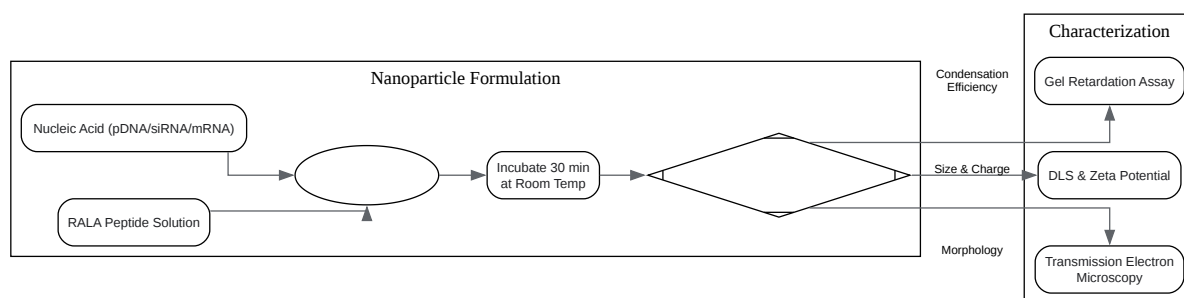 Nanoparticle Formulation
Nucleic Acid (pDNA/siRNA/mRNA)
RALA Peptide Solution
Incubate 30 min
at Room Temp
Condensation
Efficiency
Size & Charge
Morphology
Characterization
Gel Retardation Assay
DLS & Zeta Potential
Transmission Electron
Microscopy